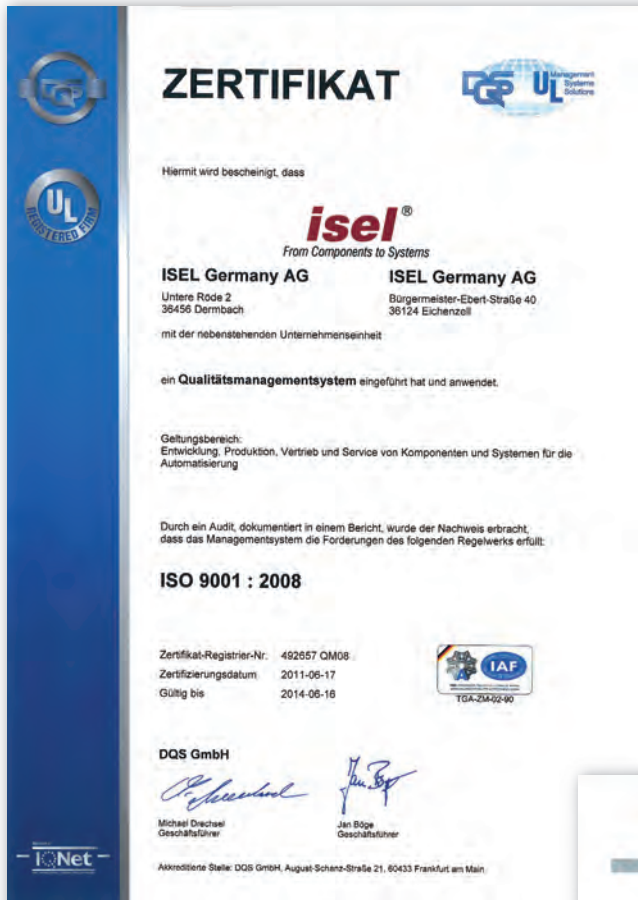 DQS
ZERTIFIKAT
DQS UL Management
Systems
Solutions
UL
REGISTERED FIRM
Hiermit wird bescheinigt, dass
isel®
From Components to Systems
ISEL Germany AG
Untere Röde 2
36456 Dermbach
ISEL Germany AG
Bürgermeister-Ebert-Straße 40
36124 Eichenzell
mit der nebenstehenden Unternehmenseinheit
ein Qualitätsmanagementsystem eingeführt hat und anwendet.
Geltungsbereich:
Entwicklung, Produktion, Vertrieb und Service von Komponenten und Systemen für die
Automatisierung
Durch ein Audit, dokumentiert in einem Bericht, wurde der Nachweis erbracht,
dass das Managementsystem die Forderungen des folgenden Regelwerks erfüllt:
ISO 9001 : 2008
Zertifikat-Registrier-Nr. 492657 QM08
Zertifizierungsdatum 2011-06-17
Gültig bis 2014-06-16
IAF
TGA-ZM-02-90
DQS GmbH
Michael Drechsel
Geschäftsführer
Jan Böge
Geschäftsführer
IQNet
Akkreditierte Stelle: DQS GmbH, August-Schanz-Straße 21, 60433 Frankfurt am Main